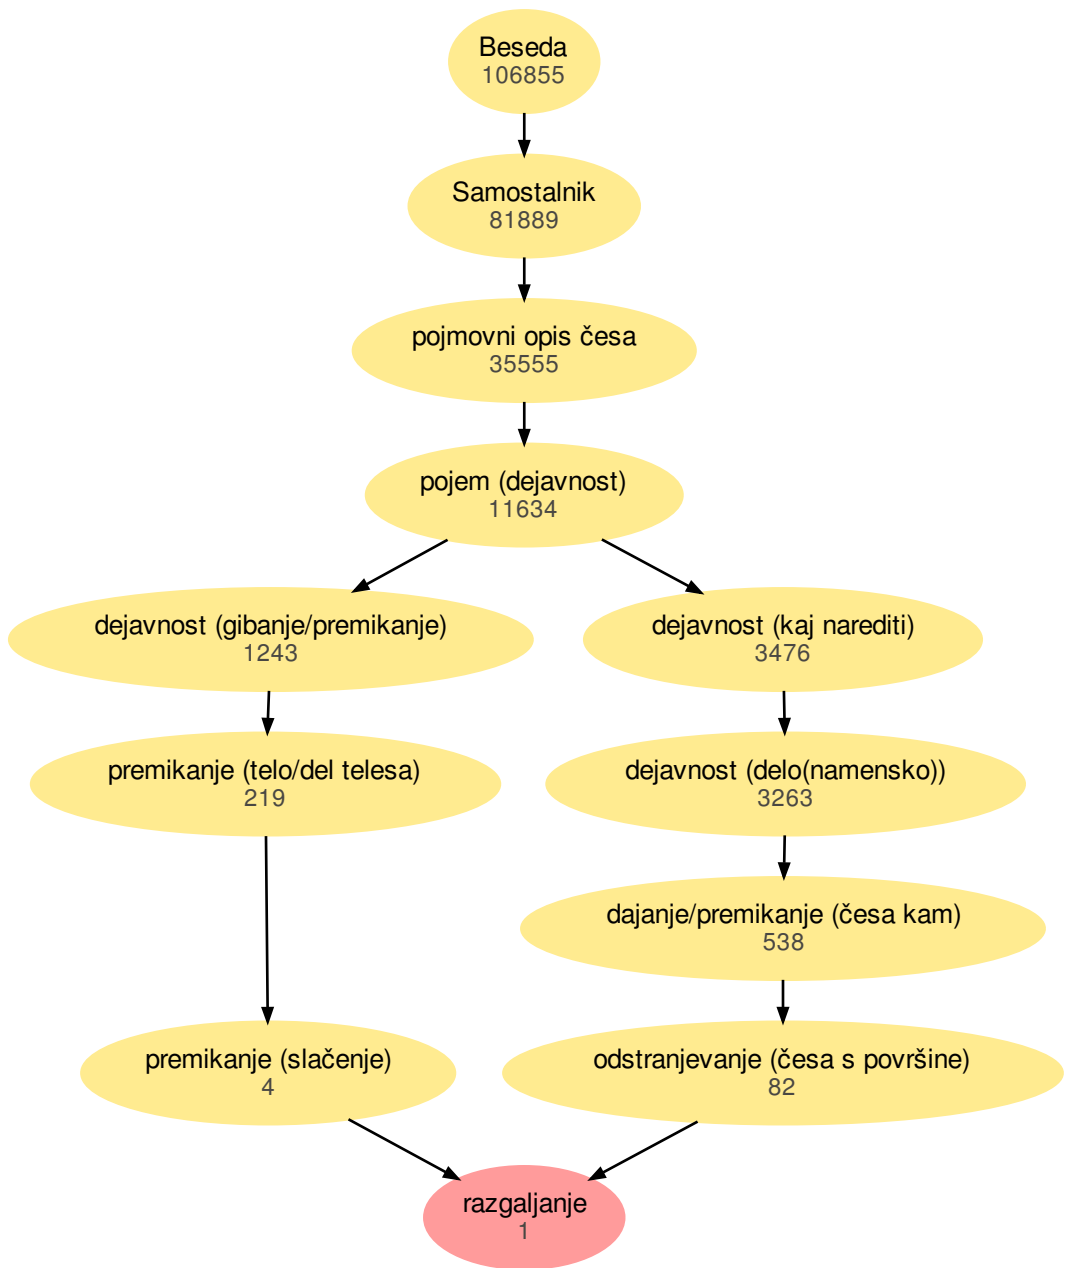 Beseda
106855
Samostalnik
81889
pojmovni opis česa
35555
pojem (dejavnost)
11634
dejavnost (gibanje/premikanje)
1243
dejavnost (kaj narediti)
3476
premikanje (telo/del telesa)
219
dejavnost (delo(namensko))
3263
dajanje/premikanje (česa kam)
538
premikanje (slačenje)
4
odstranjevanje (česa s površine)
82
razgaljanje
1